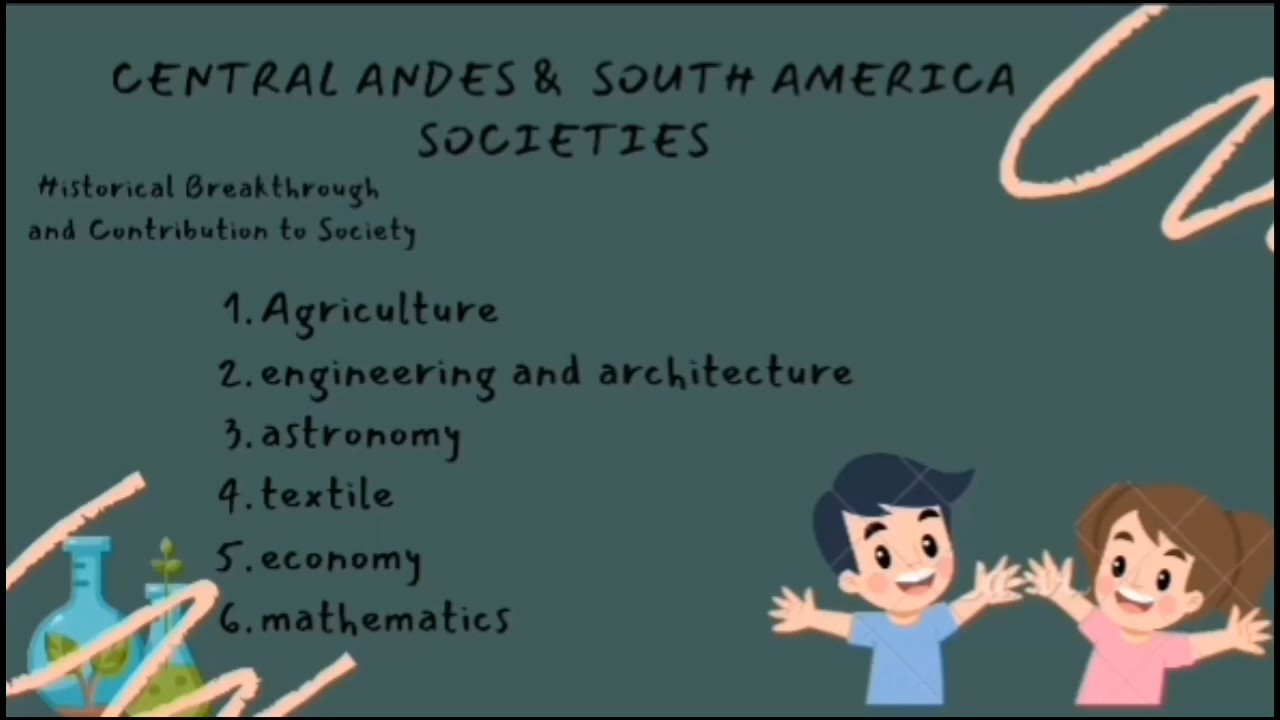 CENTRAL ANDES & SOUTH AMERICA
SOCIETIES
Historical Breakthrough
and Contribution to Society
1. Agriculture
2. engineering and architecture
3. astronomy
4. textile
5. economy
6. mathematics